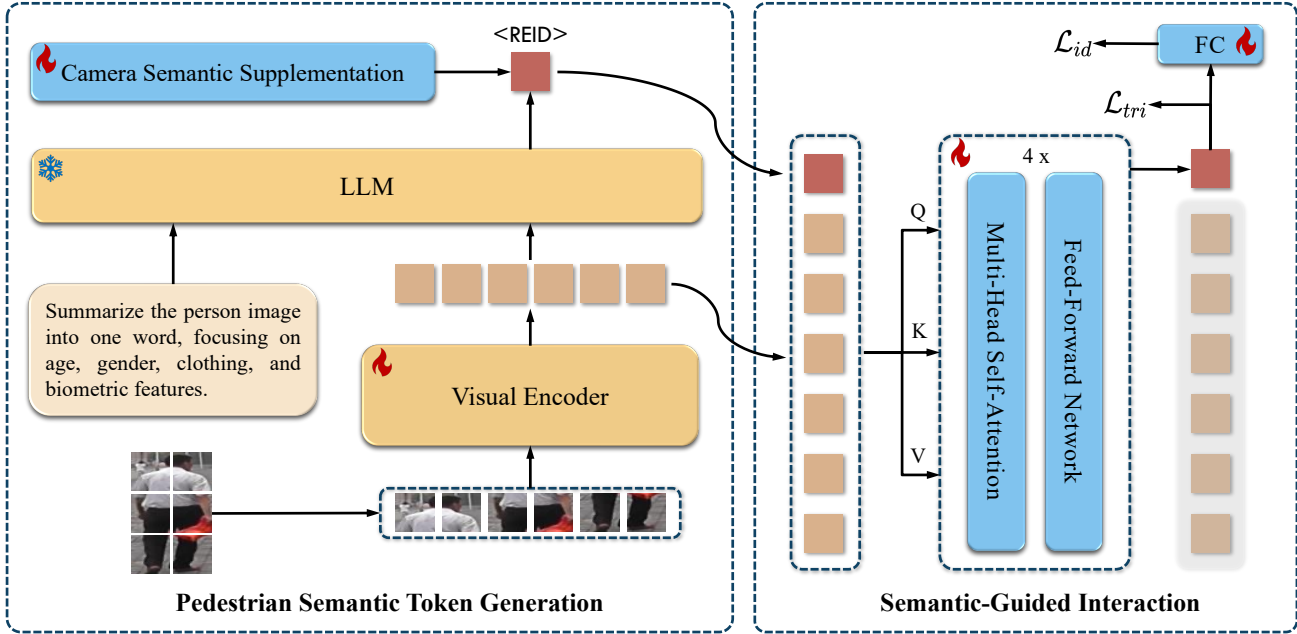 <REID>
Camera Semantic Supplementation
LLM
Summarize the person image
into one word, focusing on
age, gender, clothing, and
biometric features.
Visual Encoder
Pedestrian Semantic Token Generation
FC
ℒid
ℒtri
4 x
Q
K
V
Multi-Head Self-Attention
Feed-Forward Network
Semantic-Guided Interaction